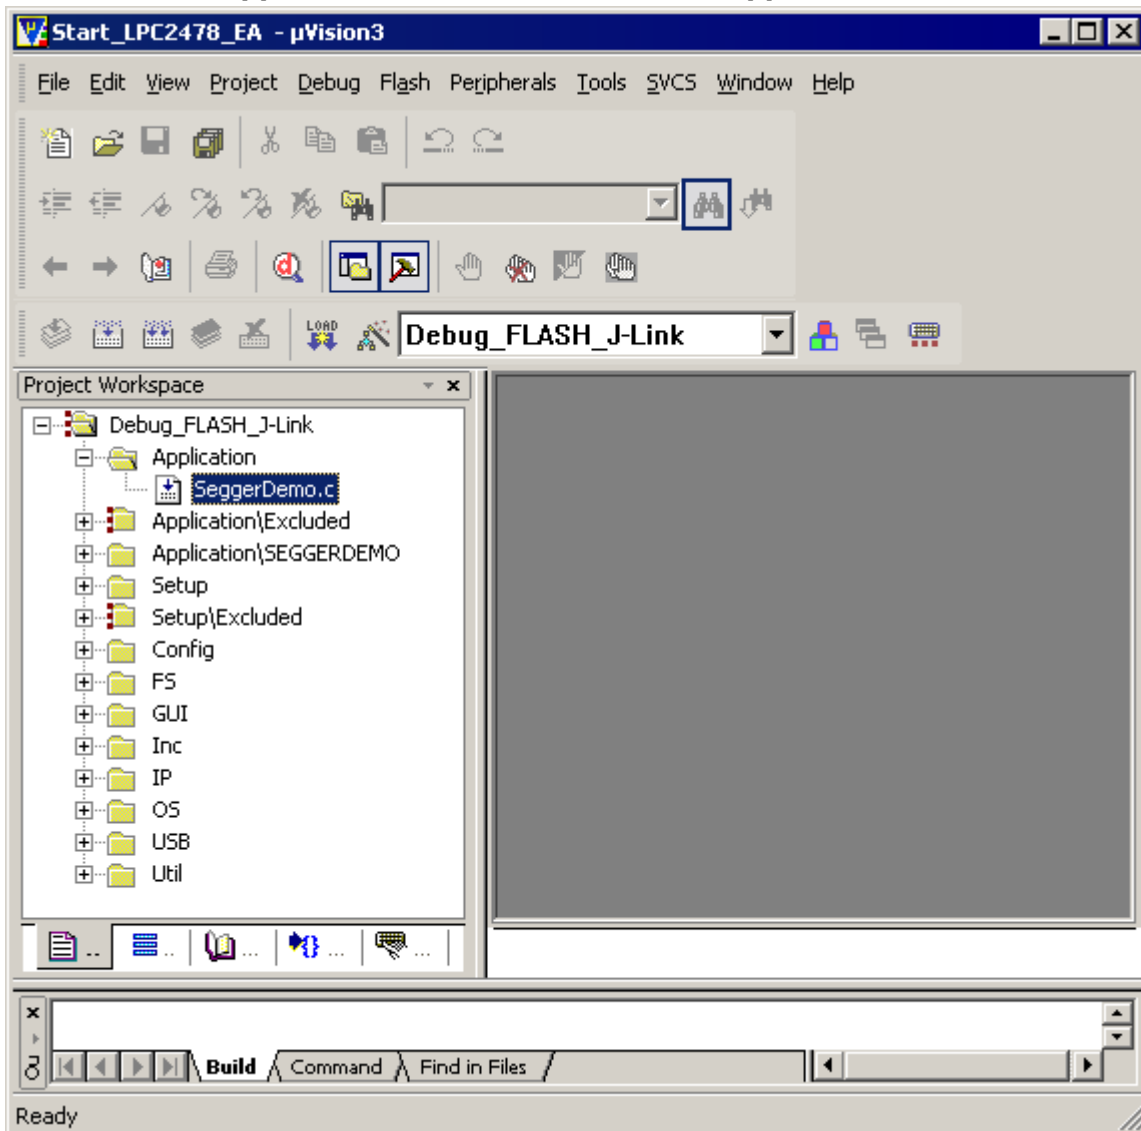 Start_LPC2478_EA - µVision3
File Edit View Project Debug Flash Peripherals Tools SVCS Window Help
LOAD Debug_FLASH_J-Link
Project Workspace
Debug_FLASH_J-Link
Application
SeggerDemo.c
Application\Excluded
Application\SEGGERDEMO
Setup
Setup\Excluded
Config
FS
GUI
Inc
IP
OS
USB
Util
.. .. ... ... ...
Build Command Find in Files
Ready